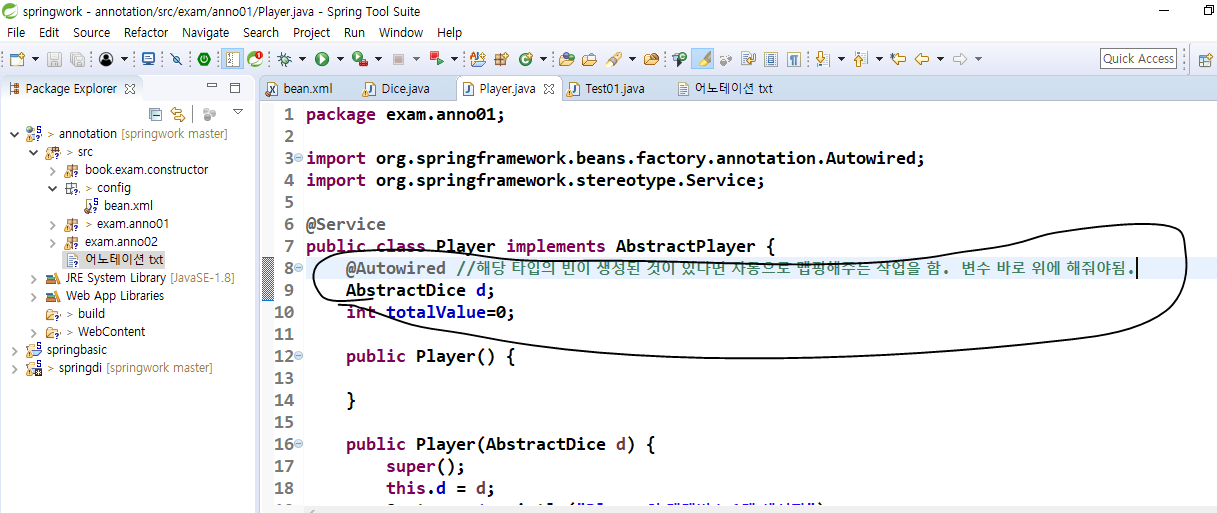 springwork - annotation/src/exam/anno01/Player.java - Spring Tool Suite
File Edit Source Refactor Navigate Search Project Run Window Help
Quick Access
Package Explorer
bean.xml Dice.java Player.java Test01.java 어노테이션 txt
> annotation [springwork master]
> src
book.exam.constructor
> config
bean.xml
> exam.anno01
exam.anno02
어노테이션 txt
JRE System Library [JavaSE-1.8]
Web App Libraries
> build
> WebContent
springbasic
> springdi [springwork master]
1 package exam.anno01;
2
3 import org.springframework.beans.factory.annotation.Autowired;
4 import org.springframework.stereotype.Service;
5
6 @Service
7 public class Player implements AbstractPlayer {
8 @Autowired //해당 타입의 빈이 생성된 것이 있다면 자동으로 맵핑해주는 작업을 함. 변수 바로 위에 해줘야됨.
9 AbstractDice d;
10 int totalValue=0;
11
12 public Player() {
13
14 }
15
16 public Player(AbstractDice d) {
17 super();
18 this.d = d;